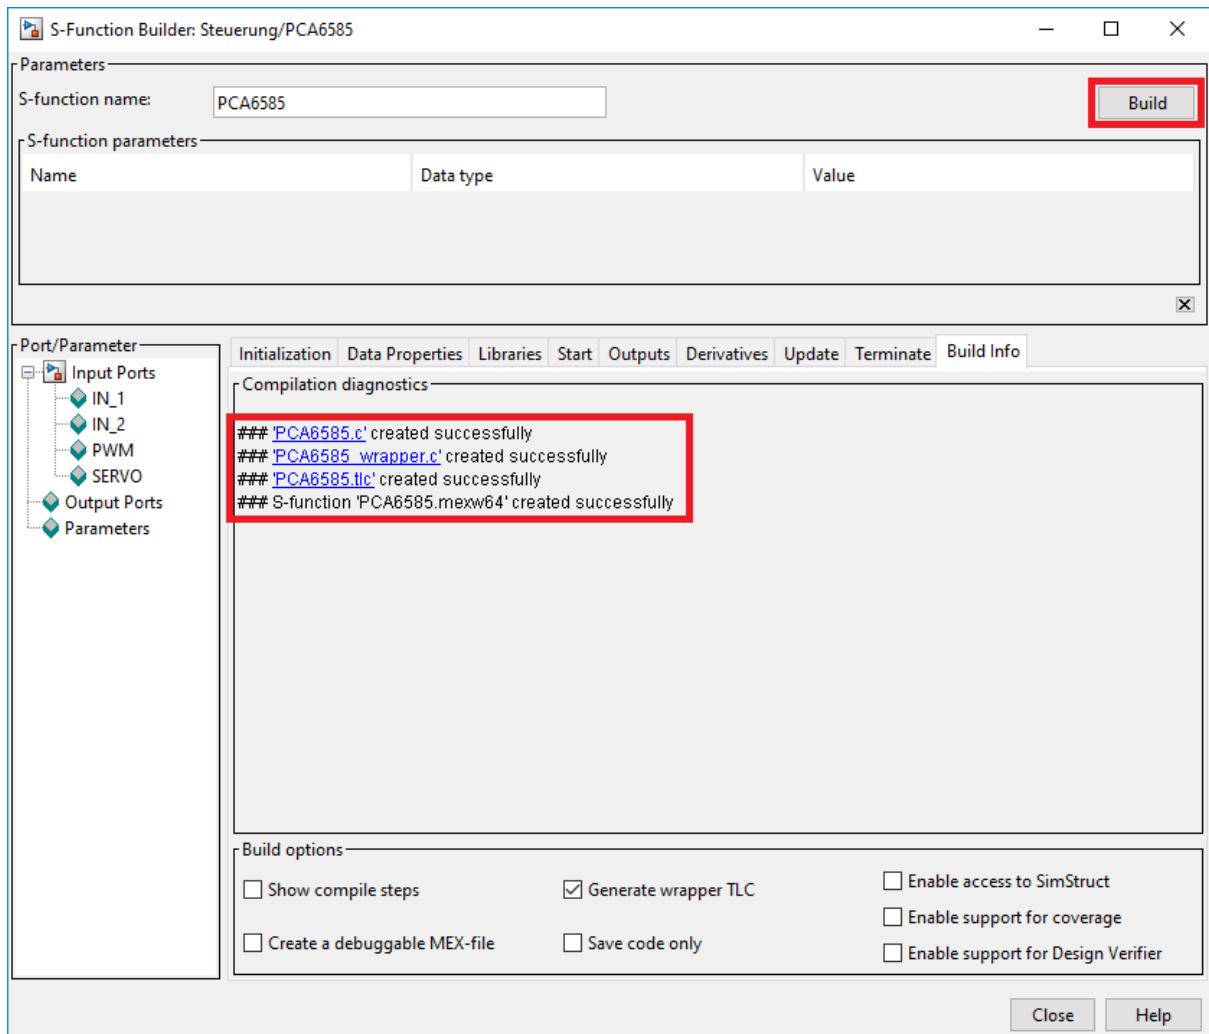 S-Function Builder: Steuerung/PCA6585
Parameters
S-function name: PCA6585 Build
S-function parameters
Name Data type Value
Port/Parameter
Input Ports
IN_1
IN_2
PWM
SERVO
Output Ports
Parameters
Initialization Data Properties Libraries Start Outputs Derivatives Update Terminate Build Info
Compilation diagnostics
### 'PCA6585.c' created successfully
### 'PCA6585_wrapper.c' created successfully
### 'PCA6585.tlc' created successfully
### S-function 'PCA6585.mexw64' created successfully
Build options
Show compile steps
Generate wrapper TLC
Enable access to SimStruct
Enable support for coverage
Create a debuggable MEX-file
Save code only
Enable support for Design Verifier
Close Help